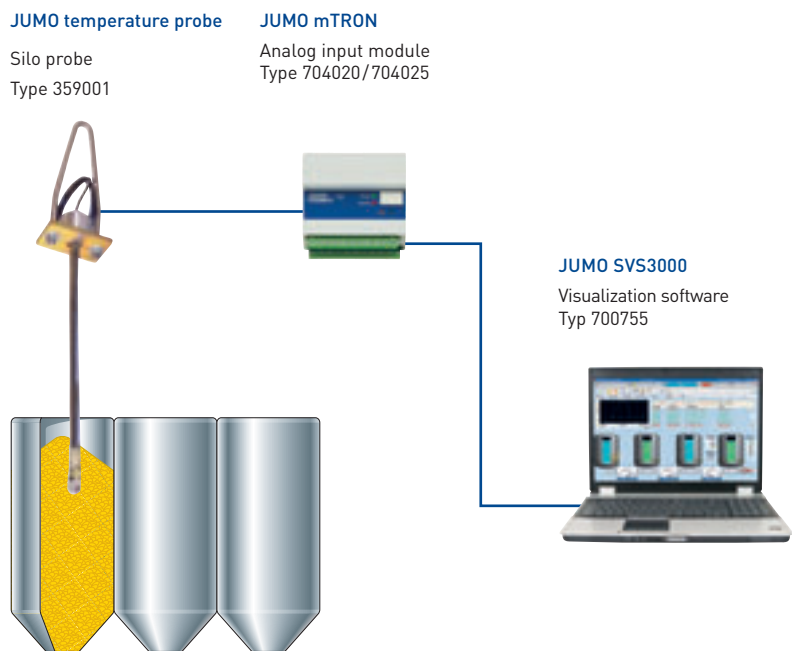 JUMO temperature probe
Silo probe
Type 359001
JUMO mTRON
Analog input module
Type 704020/704025
JUMO SVS3000
Visualization software
Typ 700755